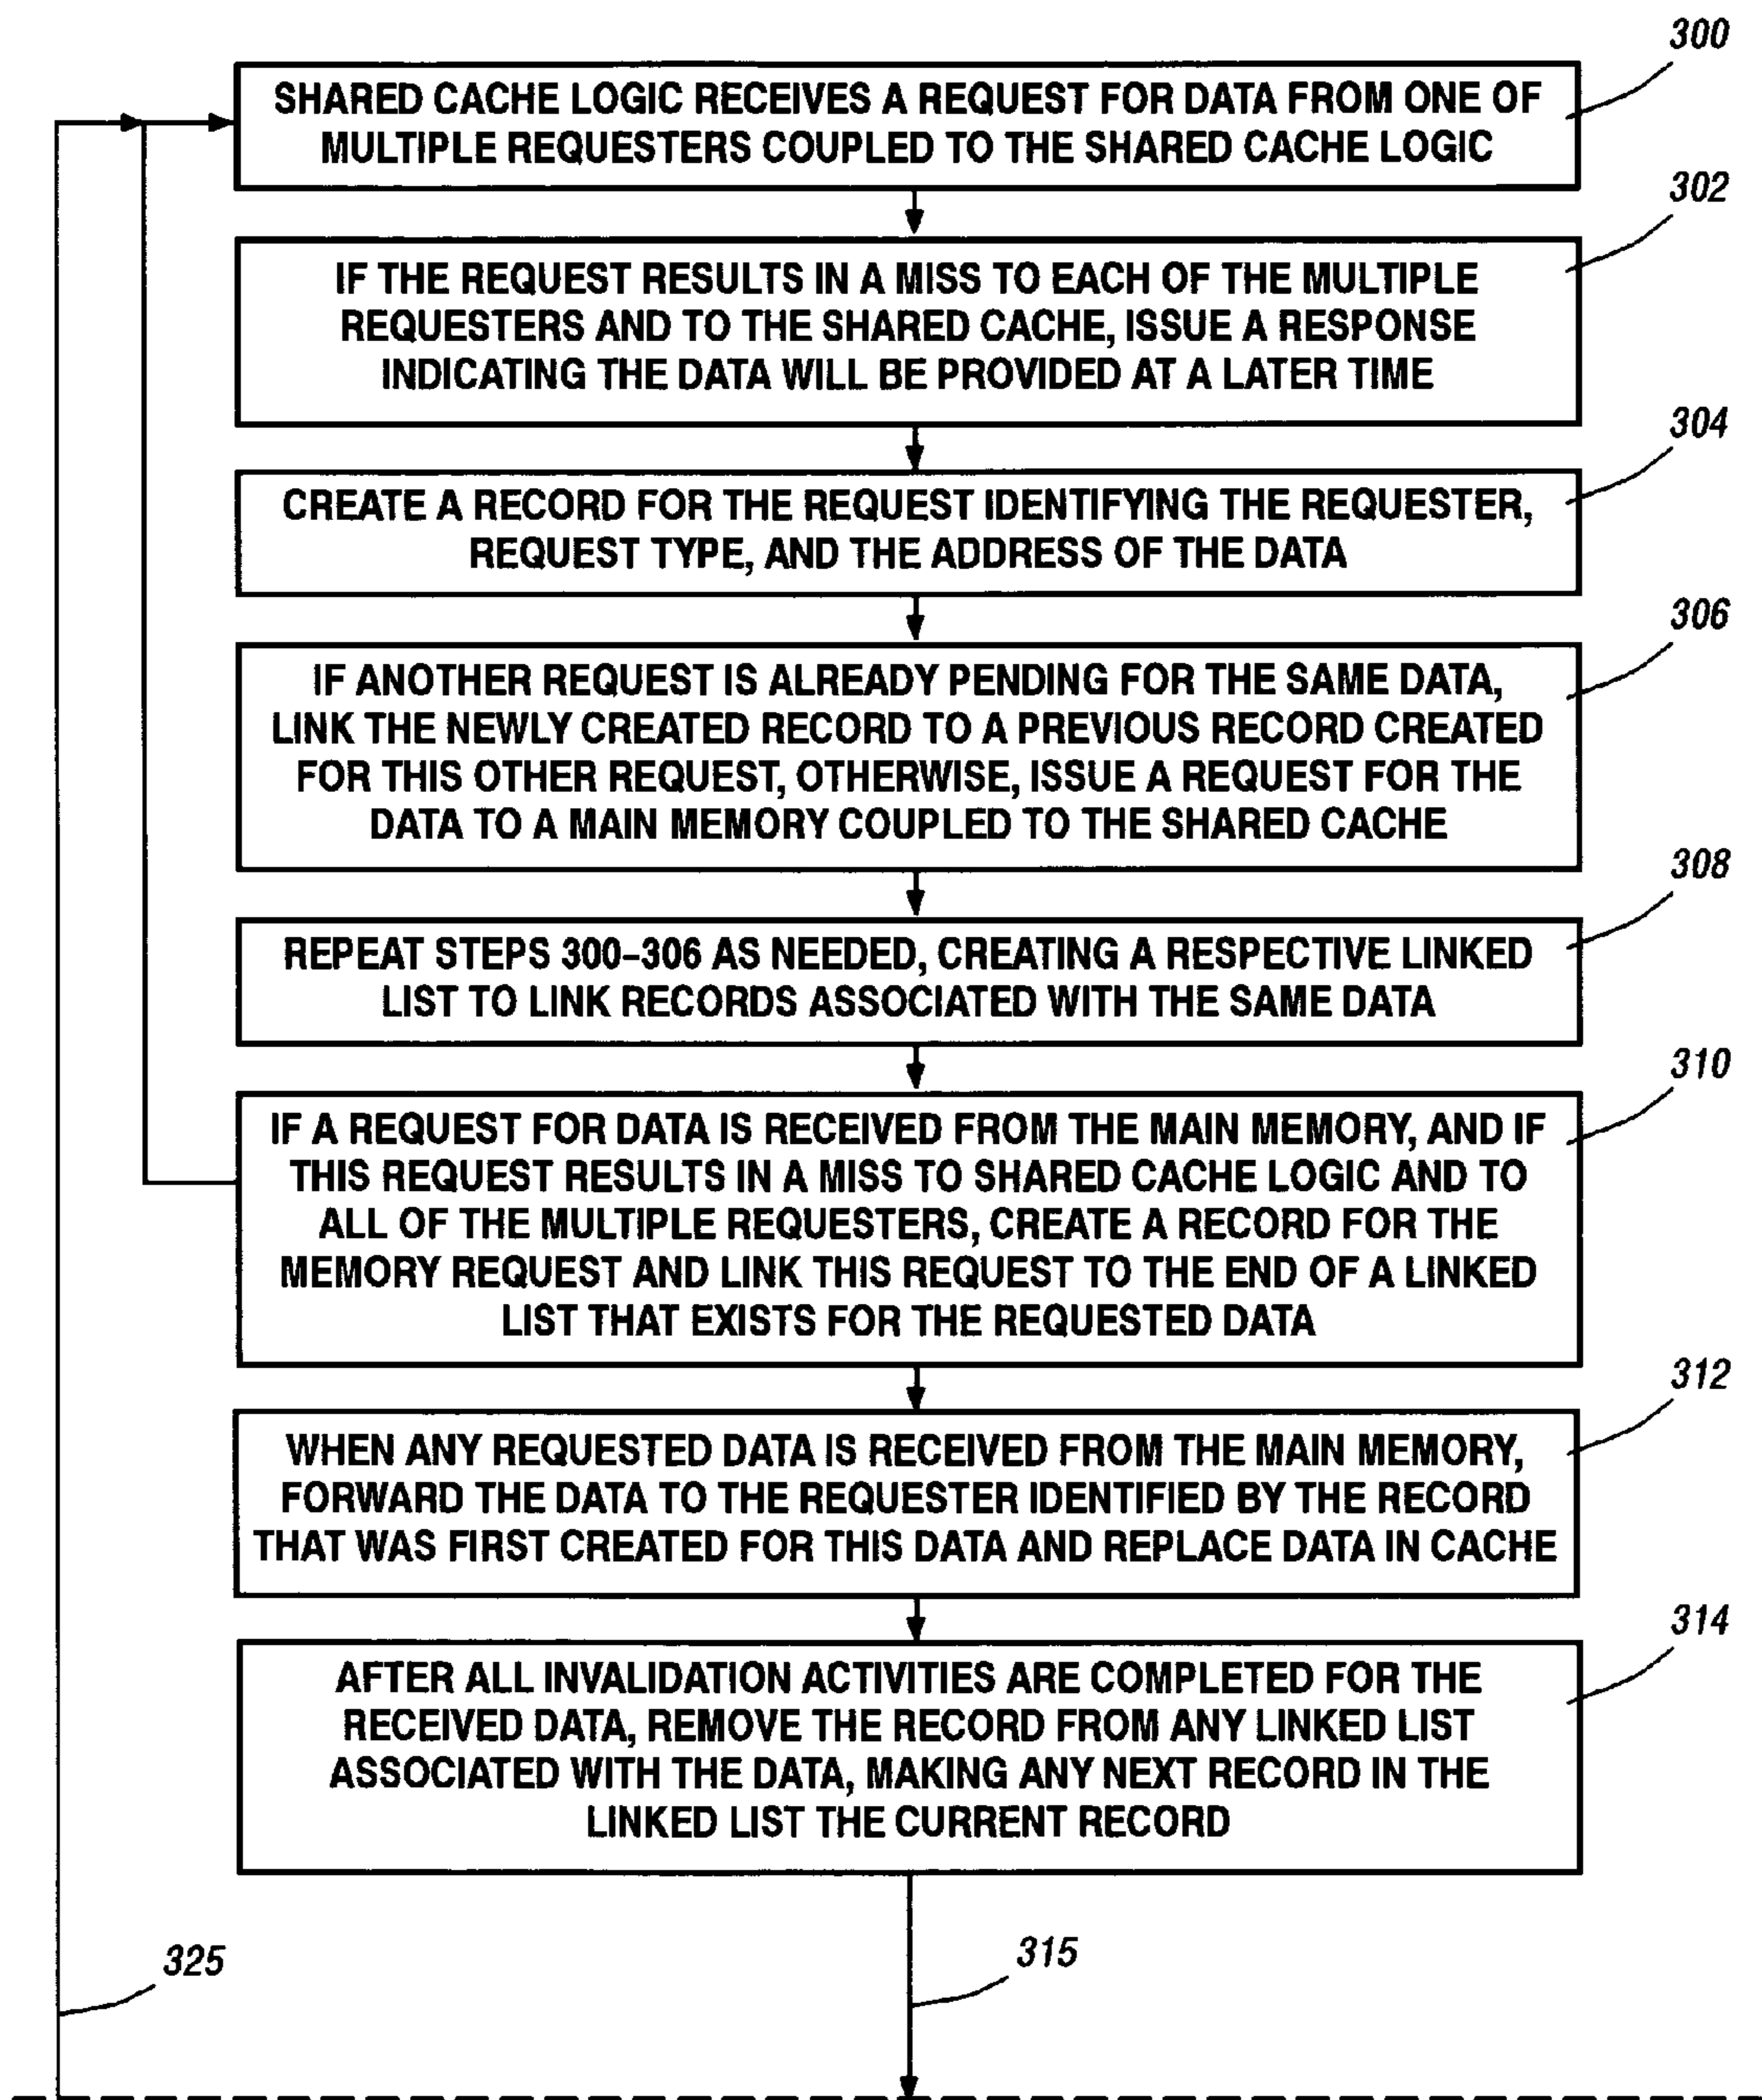 300
SHARED CACHE LOGIC RECEIVES A REQUEST FOR DATA FROM ONE OF
MULTIPLE REQUESTERS COUPLED TO THE SHARED CACHE LOGIC
302
IF THE REQUEST RESULTS IN A MISS TO EACH OF THE MULTIPLE
REQUESTERS AND TO THE SHARED CACHE, ISSUE A RESPONSE
INDICATING THE DATA WILL BE PROVIDED AT A LATER TIME
304
CREATE A RECORD FOR THE REQUEST IDENTIFYING THE REQUESTER,
REQUEST TYPE, AND THE ADDRESS OF THE DATA
306
IF ANOTHER REQUEST IS ALREADY PENDING FOR THE SAME DATA,
LINK THE NEWLY CREATED RECORD TO A PREVIOUS RECORD CREATED
FOR THIS OTHER REQUEST, OTHERWISE, ISSUE A REQUEST FOR THE
DATA TO A MAIN MEMORY COUPLED TO THE SHARED CACHE
308
REPEAT STEPS 300-306 AS NEEDED, CREATING A RESPECTIVE LINKED
LIST TO LINK RECORDS ASSOCIATED WITH THE SAME DATA
310
IF A REQUEST FOR DATA IS RECEIVED FROM THE MAIN MEMORY, AND IF
THIS REQUEST RESULTS IN A MISS TO SHARED CACHE LOGIC AND TO
ALL OF THE MULTIPLE REQUESTERS, CREATE A RECORD FOR THE
MEMORY REQUEST AND LINK THIS REQUEST TO THE END OF A LINKED
LIST THAT EXISTS FOR THE REQUESTED DATA
312
WHEN ANY REQUESTED DATA IS RECEIVED FROM THE MAIN MEMORY,
FORWARD THE DATA TO THE REQUESTER IDENTIFIED BY THE RECORD
THAT WAS FIRST CREATED FOR THIS DATA AND REPLACE DATA IN CACHE
314
AFTER ALL INVALIDATION ACTIVITIES ARE COMPLETED FOR THE
RECEIVED DATA, REMOVE THE RECORD FROM ANY LINKED LIST
ASSOCIATED WITH THE DATA, MAKING ANY NEXT RECORD IN THE
LINKED LIST THE CURRENT RECORD
325
315